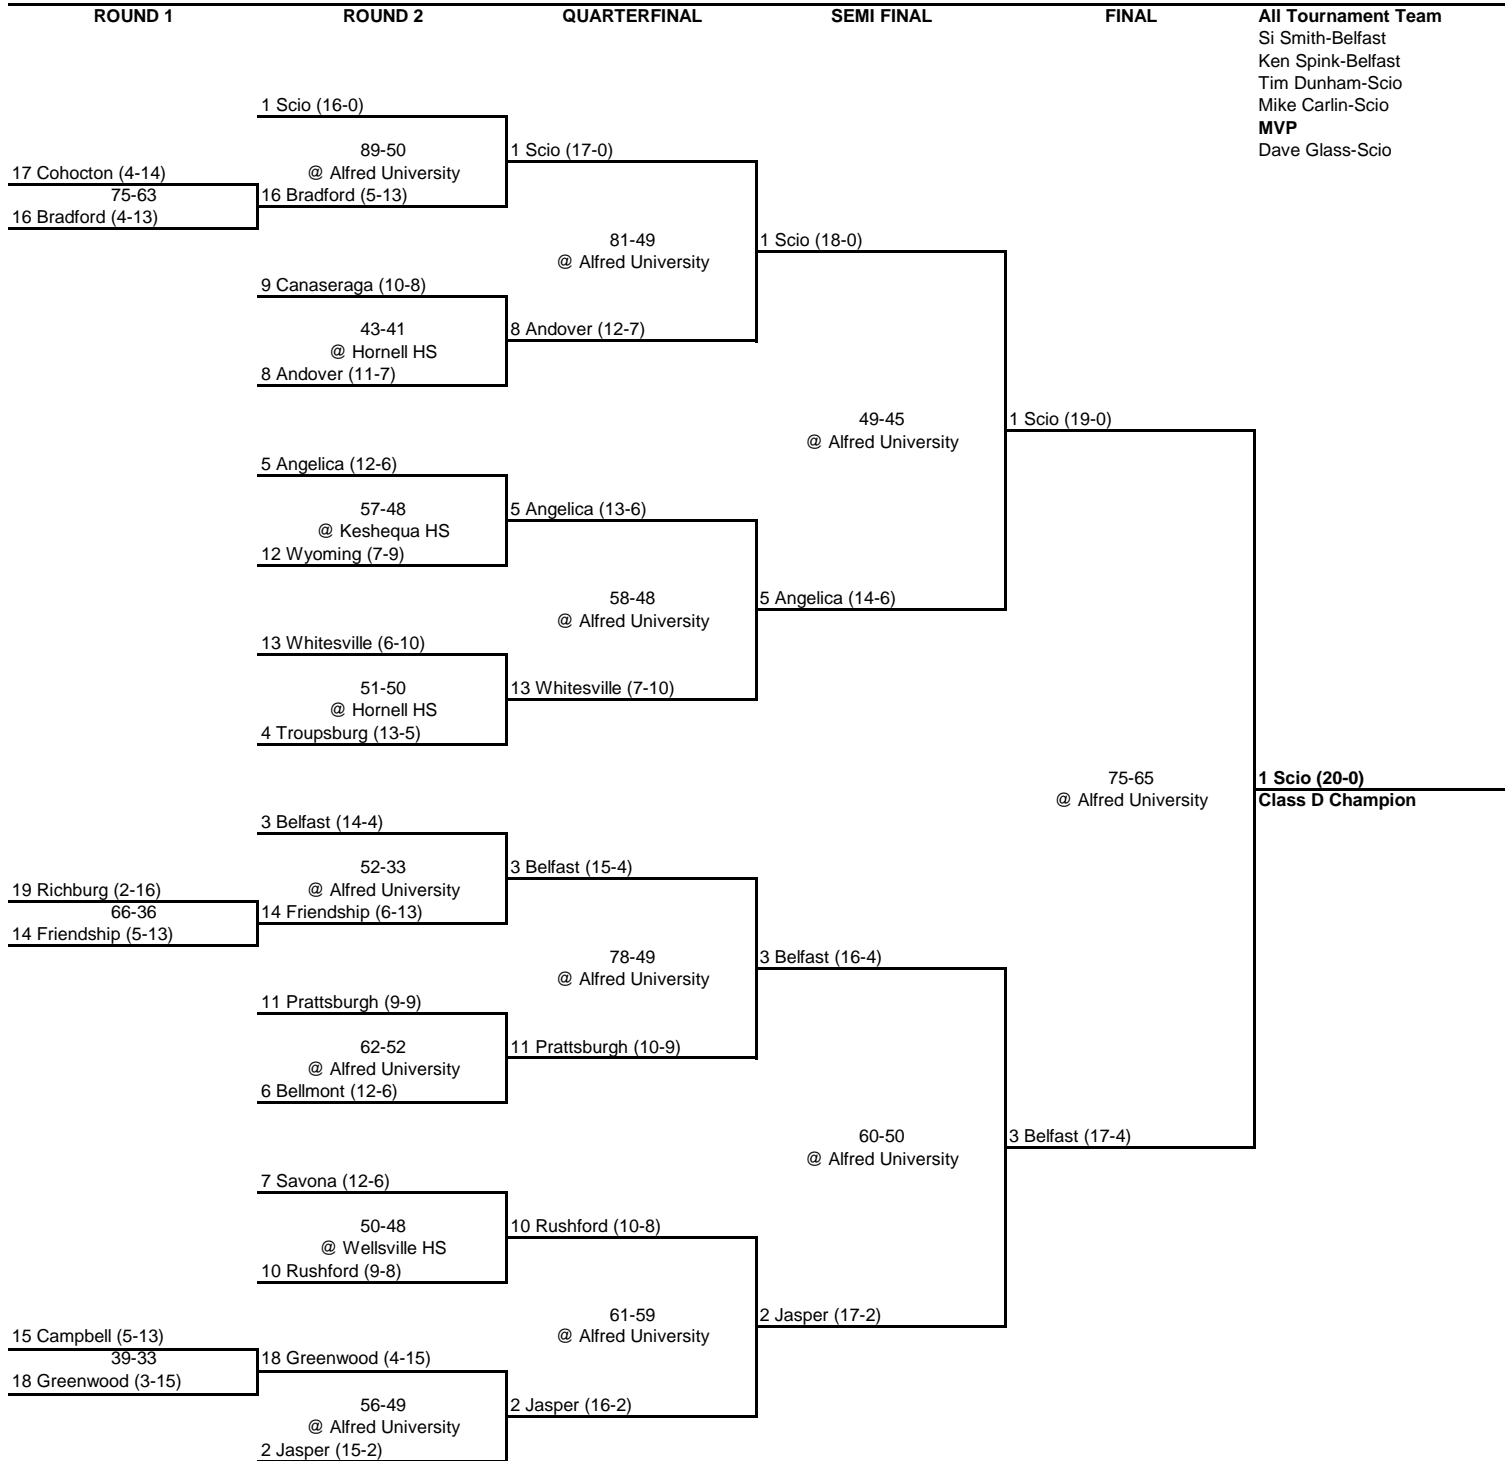 ROUND 1
ROUND 2
QUARTERFINAL
SEMI FINAL
FINAL
All Tournament Team
Si Smith-Belfast
Ken Spink-Belfast
Tim Dunham-Scio
Mike Carlin-Scio
MVP
Dave Glass-Scio
1 Scio (16-0)
89-50
@ Alfred University
1 Scio (17-0)
17 Cohocton (4-14)
75-63
16 Bradford (5-13)
16 Bradford (4-13)
81-49
@ Alfred University
1 Scio (18-0)
9 Canaseraga (10-8)
43-41
@ Hornell HS
8 Andover (12-7)
8 Andover (11-7)
49-45
@ Alfred University
1 Scio (19-0)
5 Angelica (12-6)
57-48
@ Keshequa HS
5 Angelica (13-6)
12 Wyoming (7-9)
58-48
@ Alfred University
5 Angelica (14-6)
13 Whitesville (6-10)
51-50
@ Hornell HS
13 Whitesville (7-10)
4 Troupsburg (13-5)
75-65
@ Alfred University
1 Scio (20-0)
Class D Champion
3 Belfast (14-4)
52-33
@ Alfred University
3 Belfast (15-4)
19 Richburg (2-16)
66-36
14 Friendship (6-13)
14 Friendship (5-13)
78-49
@ Alfred University
3 Belfast (16-4)
11 Prattsburgh (9-9)
62-52
@ Alfred University
11 Prattsburgh (10-9)
6 Bellmont (12-6)
60-50
@ Alfred University
3 Belfast (17-4)
7 Savona (12-6)
50-48
@ Wellsville HS
10 Rushford (10-8)
10 Rushford (9-8)
61-59
@ Alfred University
2 Jasper (17-2)
15 Campbell (5-13)
39-33
18 Greenwood (4-15)
18 Greenwood (3-15)
56-49
@ Alfred University
2 Jasper (16-2)
2 Jasper (15-2)